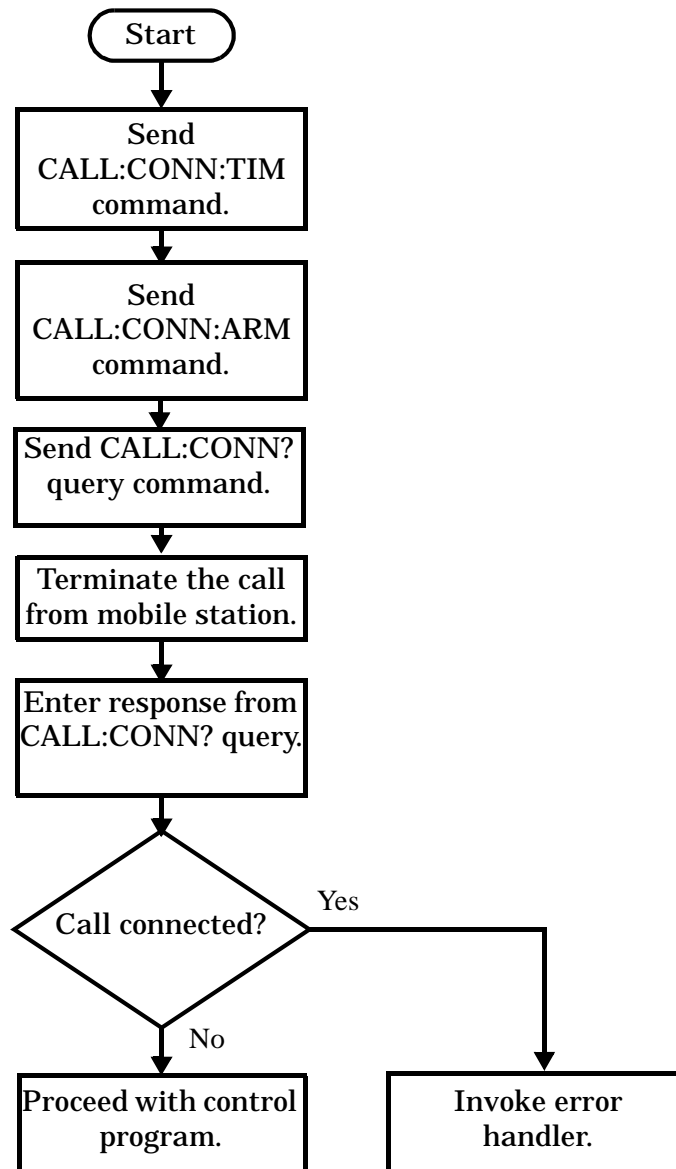 Start
Send
CALL:CONN:TIM
command.
Send
CALL:CONN:ARM
command.
Send CALL:CONN?
query command.
Terminate the call
from mobile station.
Enter response from
CALL:CONN? query.
Call connected?
Yes
No
Proceed with control
program.
Invoke error
handler.